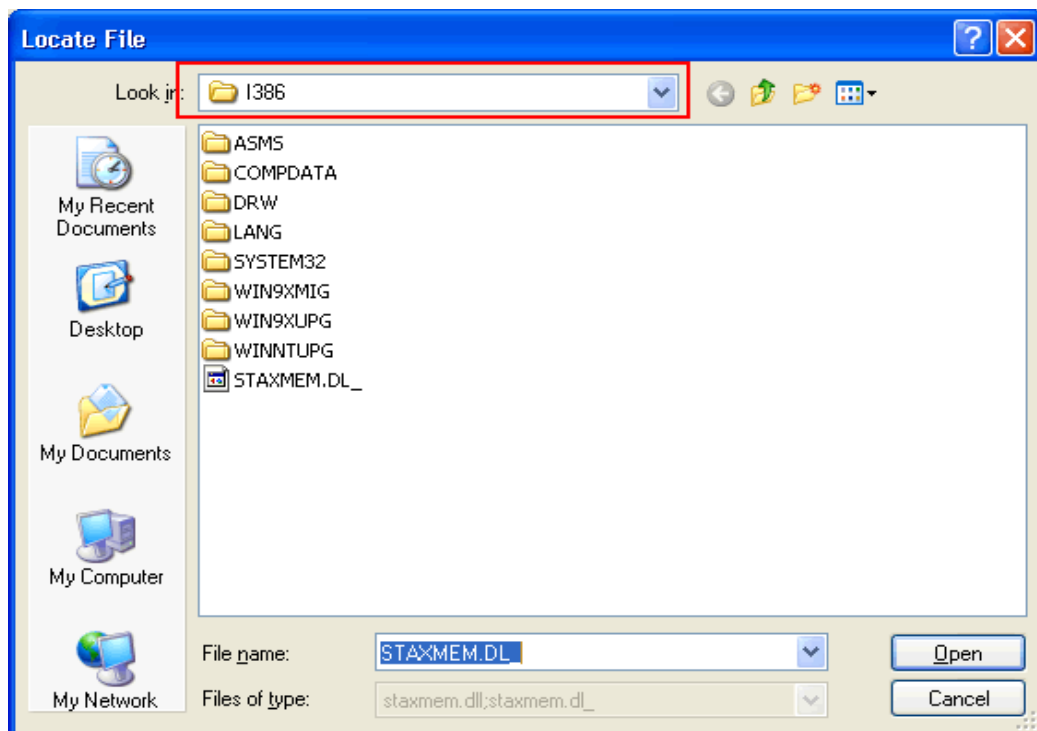 Locate File
Look in: I386
ASMS
COMPDATA
DRW
LANG
SYSTEM32
WIN9XMIG
WIN9XUPG
WINNTUPG
STAXMEM.DL_
My Recent
Documents
Desktop
My Documents
My Computer
My Network
File name: STAXMEM.DL_ Open
Files of type: staxmem.dll;staxmem.dl_ Cancel